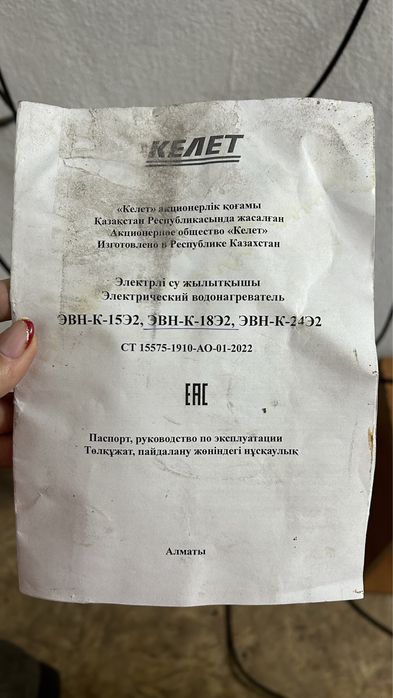 КЕЛЕТ
«Келет» акционерлік қоғамы
Қазақстан Республикасында жасалған
Акционерное общество «Келет»
Изготовлено в Республике Казахстан
Электрлі су жылытқышы
Электрический водонагреватель
ЭВН-К-15Э2, ЭВН-К-18Э2, ЭВН-К-24Э2
СТ 15575-1910-АО-01-2022
ЕАС
Паспорт, руководство по эксплуатации
Төлқұжат, пайдалану жөніндегі нұсқаулық
Алматы